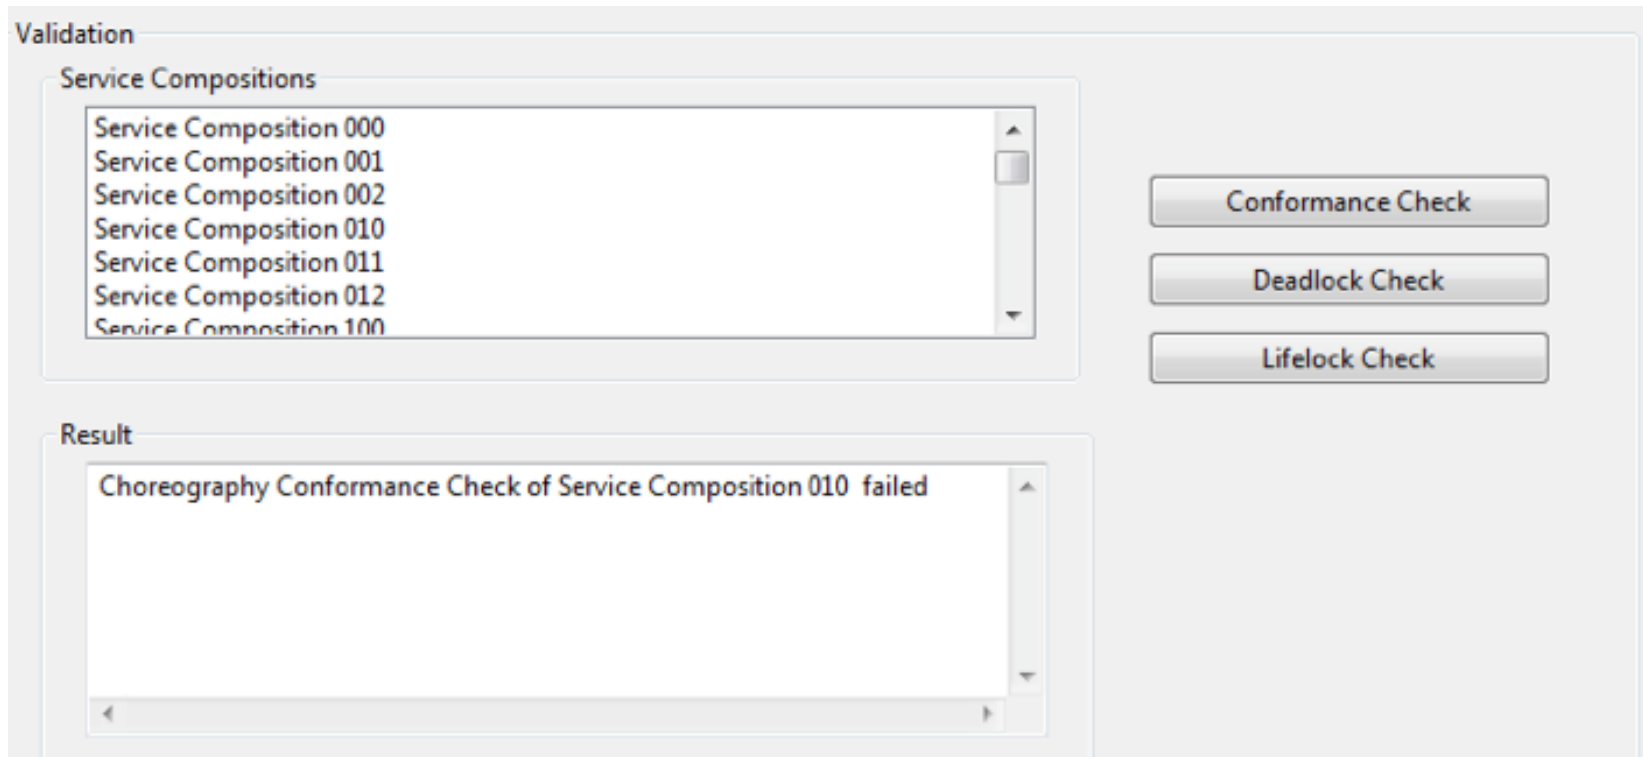 Validation
Service Compositions
Service Composition 000
Service Composition 001
Service Composition 002
Service Composition 010
Service Composition 011
Service Composition 012
Service Composition 100
Conformance Check
Deadlock Check
Lifelock Check
Result
Choreography Conformance Check of Service Composition 010  failed